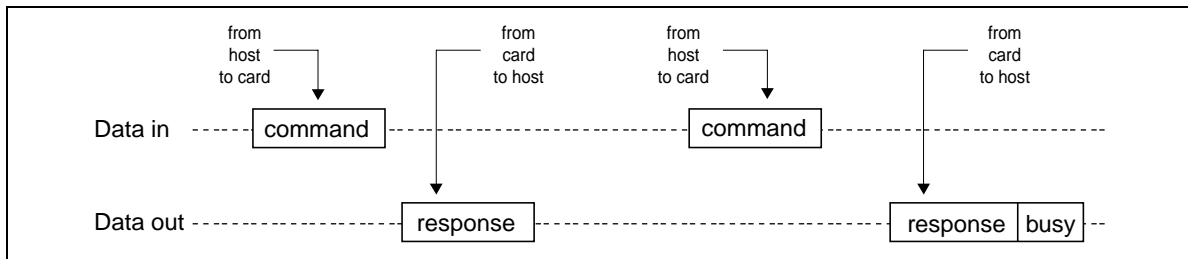 from
host
to card
from
card
to host
from
host
to card
from
card
to host
Data in
command
command
Data out
response
response
busy